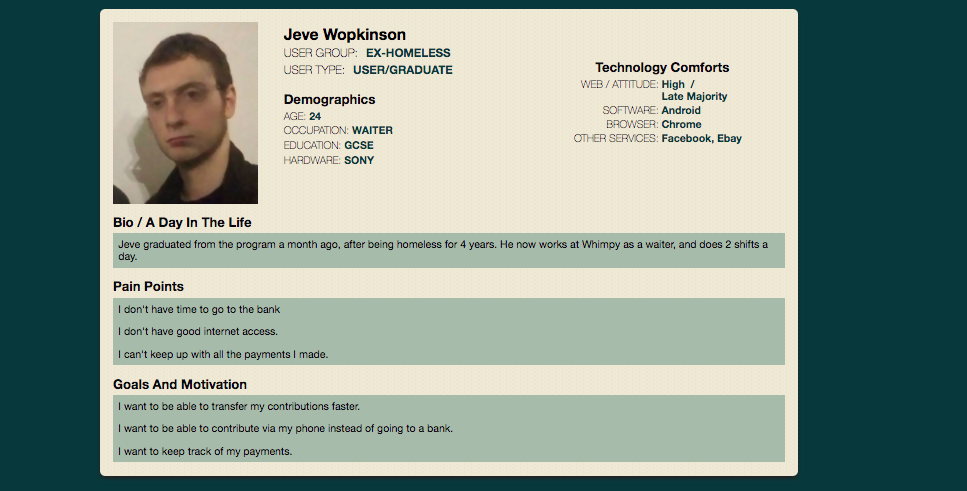 Jeve Wopkinson
USER GROUP: EX-HOMELESS
USER TYPE: USER/GRADUATE
Demographics
AGE: 24
OCCUPATION: WAITER
EDUCATION: GCSE
HARDWARE: SONY
Technology Comforts
WEB / ATTITUDE: High /
Late Majority
SOFTWARE: Android
BROWSER: Chrome
OTHER SERVICES: Facebook, Ebay
Bio / A Day In The Life
Jeve graduated from the program a month ago, after being homeless for 4 years. He now works at Whimpy as a waiter, and does 2 shifts a
day.
Pain Points
I don't have time to go to the bank
I don't have good internet access.
I can't keep up with all the payments I made.
Goals And Motivation
I want to be able to transfer my contributions faster.
I want to be able to contribute via my phone instead of going to a bank.
I want to keep track of my payments.